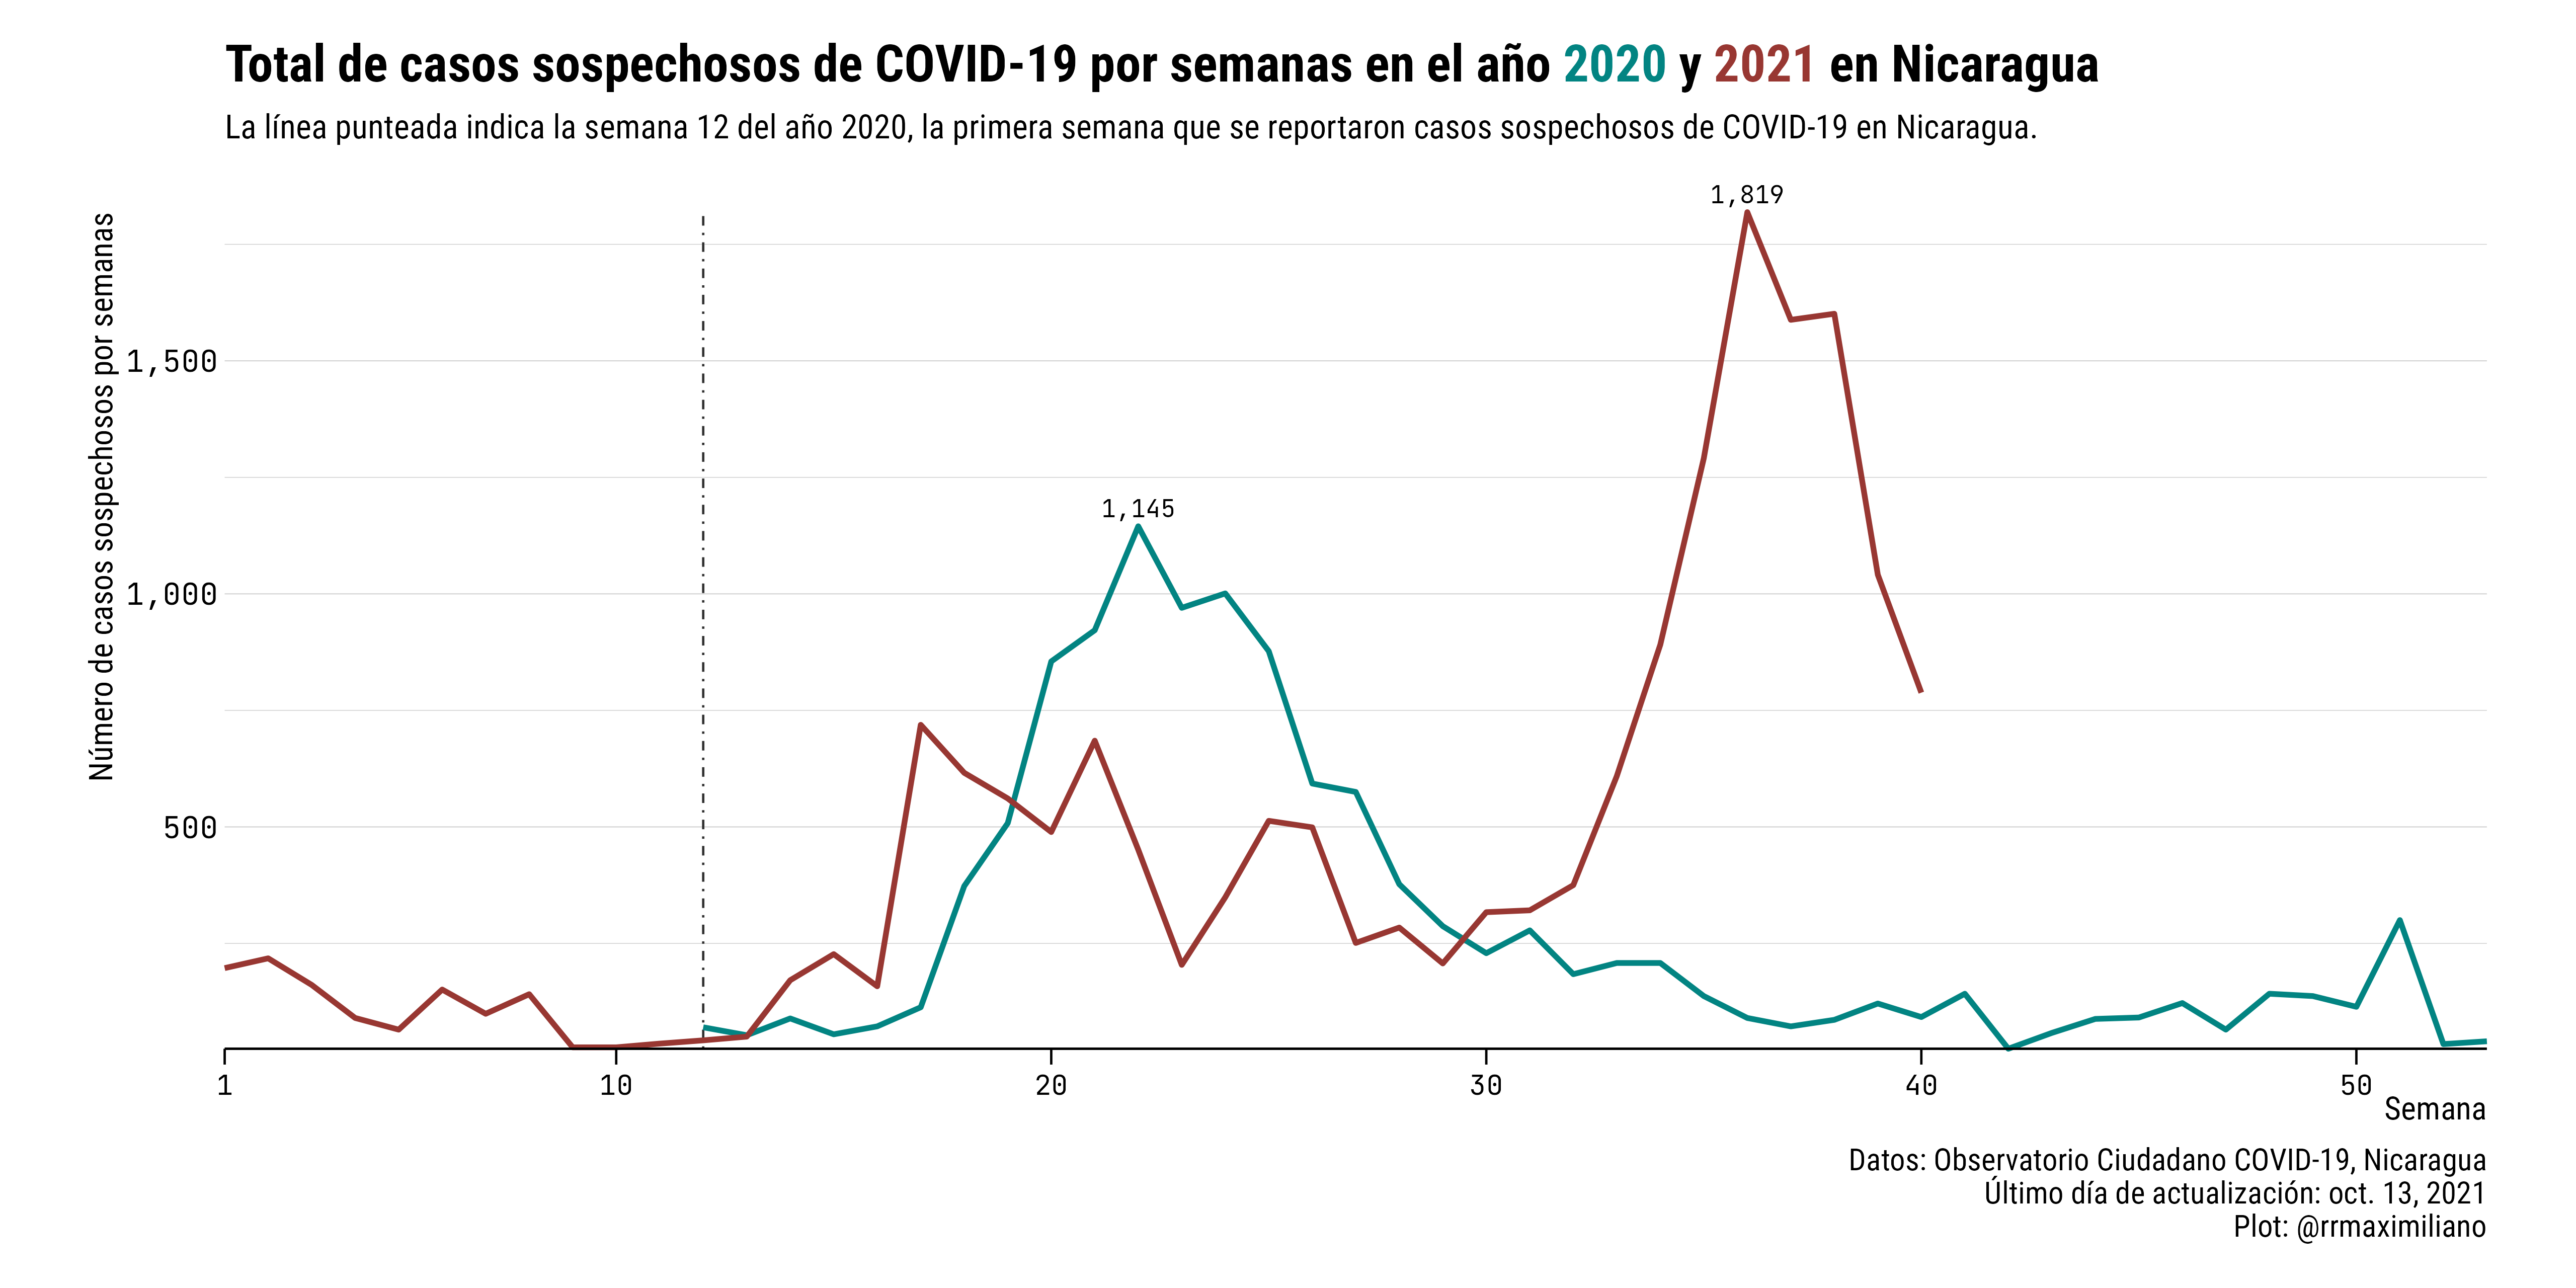 Total de casos sospechosos de COVID-19 por semanas en el año 2020 y 2021 en Nicaragua
La línea punteada indica la semana 12 del año 2020, la primera semana que se reportaron casos sospechosos de COVID-19 en Nicaragua.
Número de casos sospechosos por semanas
1,819
1,500
1,145
1,000
500
1
10
20
30
40
50
Semana
Datos: Observatorio Ciudadano COVID-19, Nicaragua
Último día de actualización: oct. 13, 2021
Plot: @rrmaximiliano